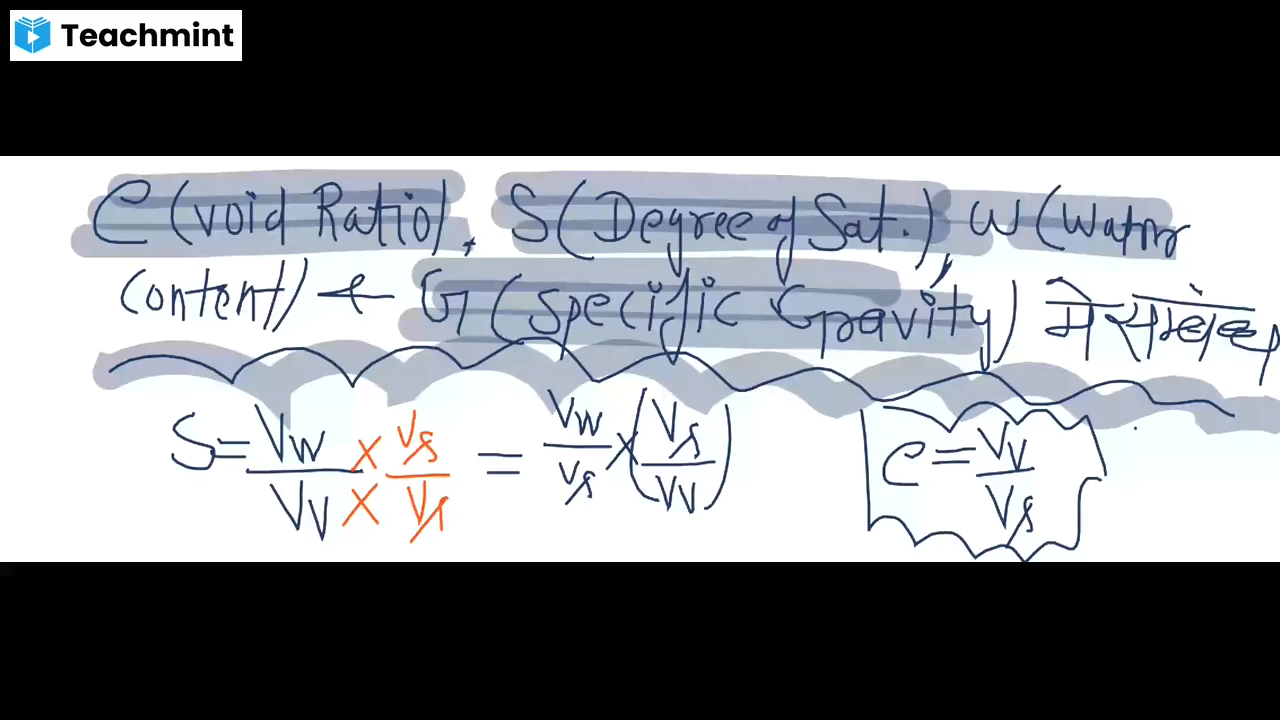 Teachmint
e (void Ratio), S (Degree of Sat.), w (Water
content) & G (Specific Gravity) में सम्बंध
S = Vw / Vv × Vs / Vs = Vw / Vs × (Vs / Vv)
e = Vv / Vs